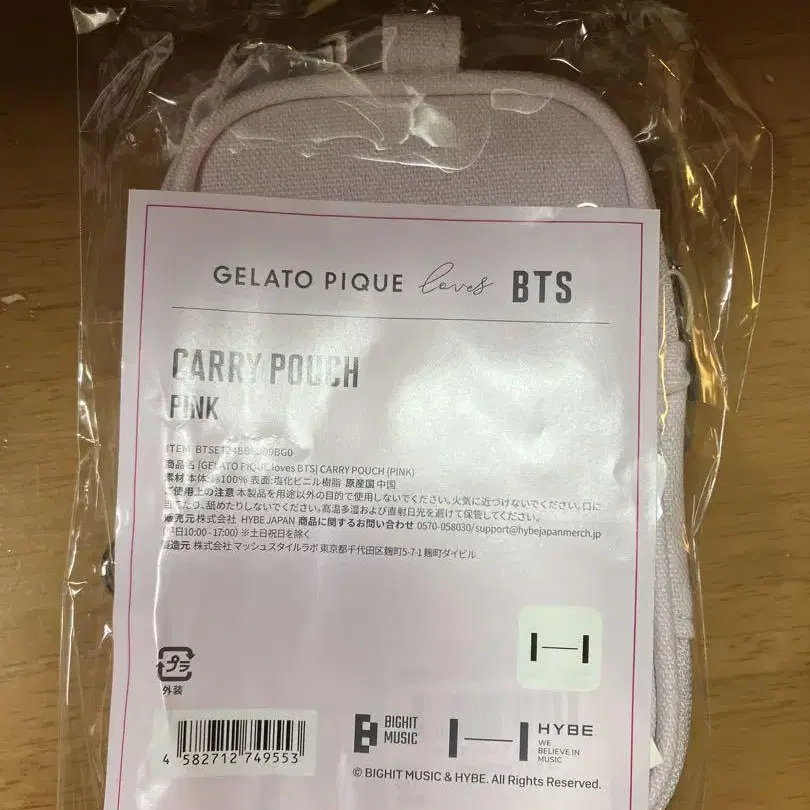 GELATO PIQUE loves BTS
CARRY POUCH
PINK
商品名 [GELATO PIQUE loves BTS] CARRY POUCH (PINK)
素材 本体:綿100% 表面:塩化ビニル樹脂 原産国 中国
ご使用上の注意 本製品を用途以外の目的で使用しないでください。火気に近づけないでください。口に
当てたり、舐めたりしないでください。高温多湿および直射日光を避けて保管してください。
販売元 株式会社 HYBE JAPAN 商品に関するお問い合わせ 0570-058030/support@hybejapanmerch.jp
(平日10:00~17:00) ※土日祝日を除く
製造元 株式会社マッシュスタイルラボ 東京都千代田区麹町5-7-1 麹町ダイビル
プラ
外装
4 582712 749553
BIGHIT
MUSIC
HYBE
WE
BELIEVE IN
MUSIC
© BIGHIT MUSIC & HYBE. All Rights Reserved.